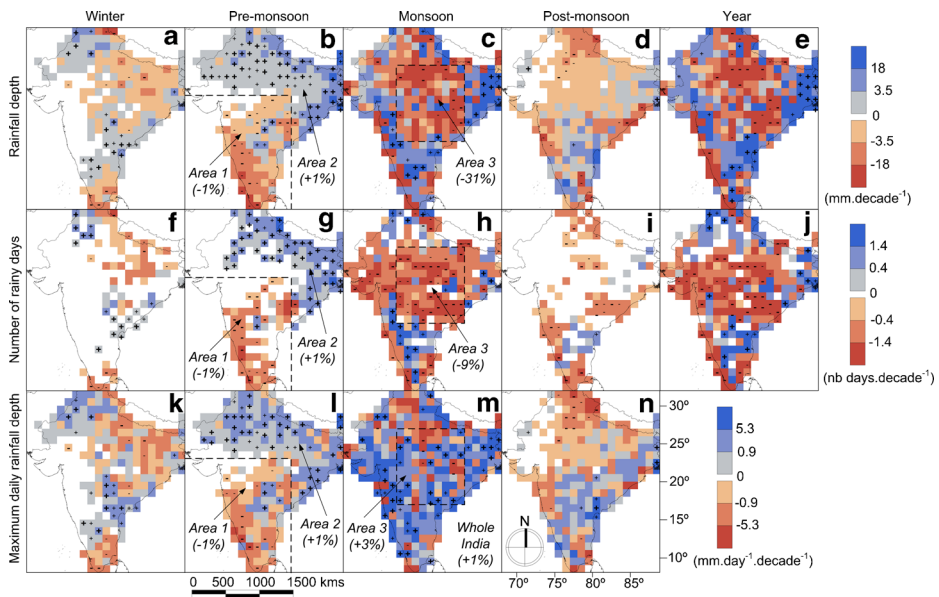 Winter Pre-monsoon Monsoon Post-monsoon Year
Rainfall depth
a b c d e
Area 1
(-1%)
Area 2
(+1%)
Area 3
(-31%)
18
3.5
0
-3.5
-18
(mm.decade⁻¹)
Number of rainy days
f g h i j
Area 1
(-1%)
Area 2
(+1%)
Area 3
(-9%)
1.4
0.4
0
-0.4
-1.4
(nb days.decade⁻¹)
Maximum daily rainfall depth
k l m n
Area 1
(-1%)
Area 2
(+1%)
Area 3
(+3%)
Whole
India
(+1%)
N
30º
25º
20º
15º
10º
5.3
0.9
0
-0.9
-5.3
(mm.day⁻¹.decade⁻¹)
0 500 1000 1500 kms
70º 75º 80º 85º